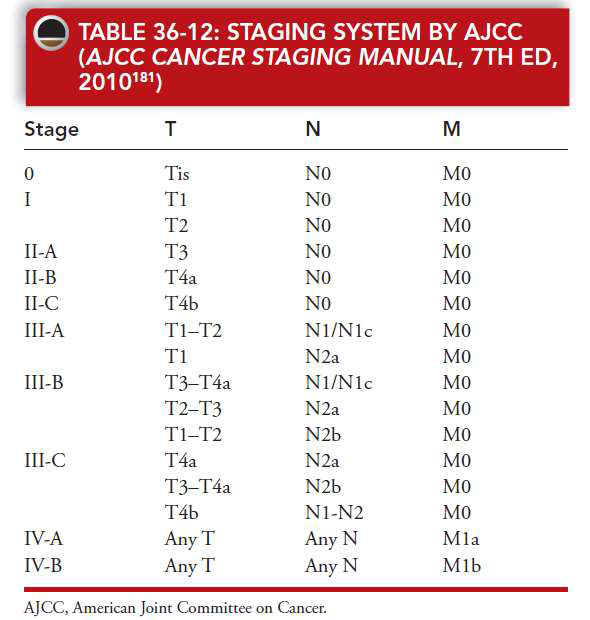 TABLE 36-12: STAGING SYSTEM BY AJCC
(AJCC CANCER STAGING MANUAL, 7TH ED,
2010181)
Stage T N M
0 Tis N0 M0
I T1 N0 M0
T2 N0 M0
II-A T3 N0 M0
II-B T4a N0 M0
II-C T4b N0 M0
III-A T1–T2 N1/N1c M0
T1 N2a M0
III-B T3–T4a N1/N1c M0
T2–T3 N2a M0
T1–T2 N2b M0
III-C T4a N2a M0
T3–T4a N2b M0
T4b N1-N2 M0
IV-A Any T Any N M1a
IV-B Any T Any N M1b
AJCC, American Joint Committee on Cancer.